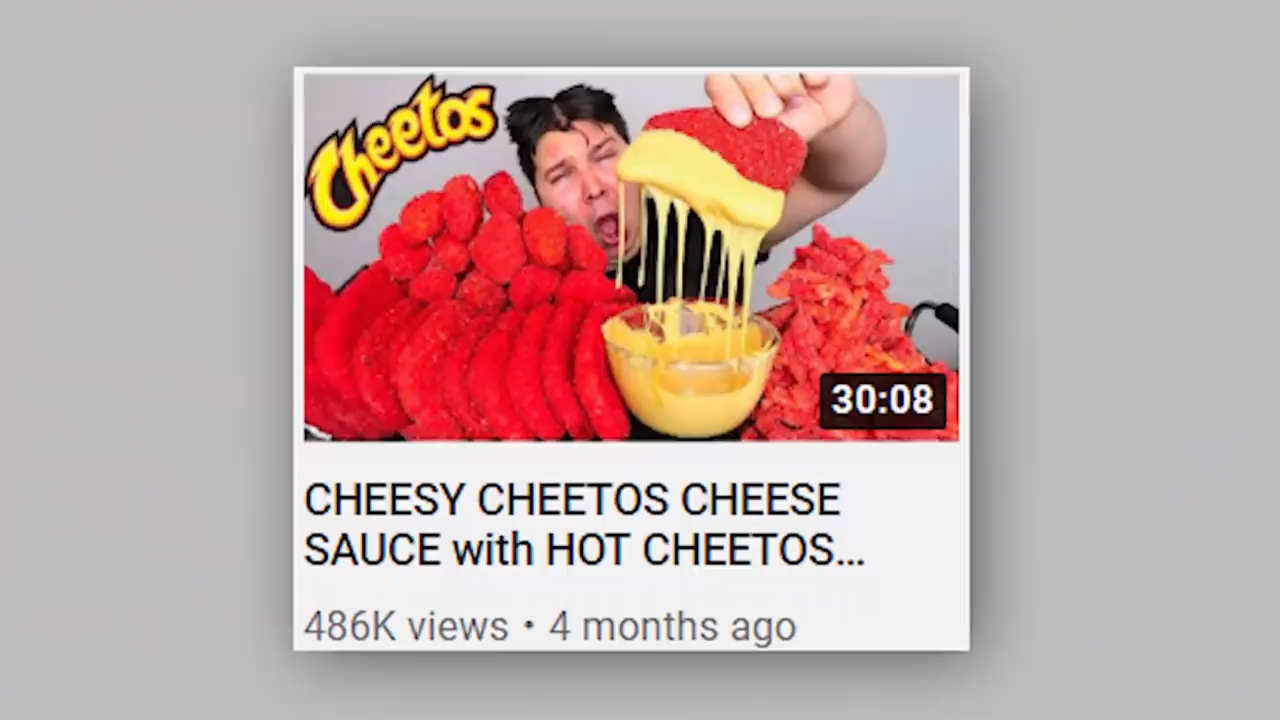 Cheetos
30:08
CHEESY CHEETOS CHEESE
SAUCE with HOT CHEETOS...
486K views • 4 months ago